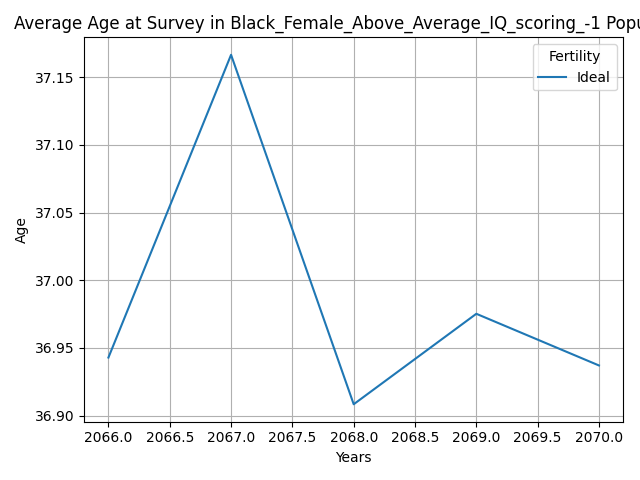 Average Age at Survey in Black_Female_Above_Average_IQ_scoring_-1 Popu
Fertility
Ideal
37.15
37.10
37.05
37.00
36.95
36.90
Age
2066.0 2066.5 2067.0 2067.5 2068.0 2068.5 2069.0 2069.5 2070.0
Years